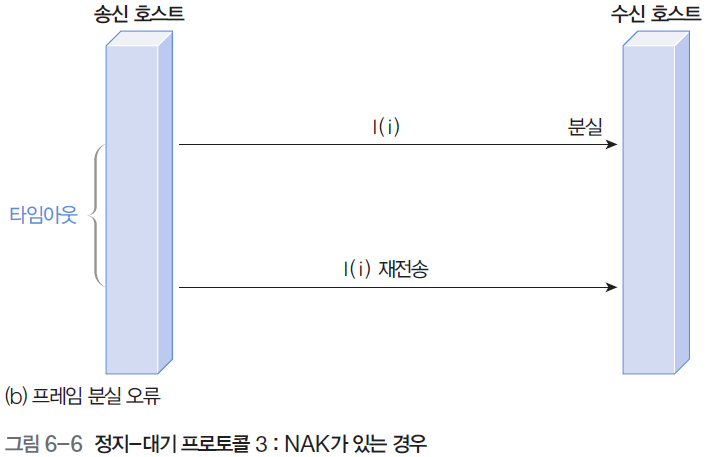 송신 호스트
수신 호스트
I(i)
분실
타임아웃
I(i) 재전송
(b) 프레임 분실 오류
그림 6-6 정지-대기 프로토콜 3 : NAK가 있는 경우